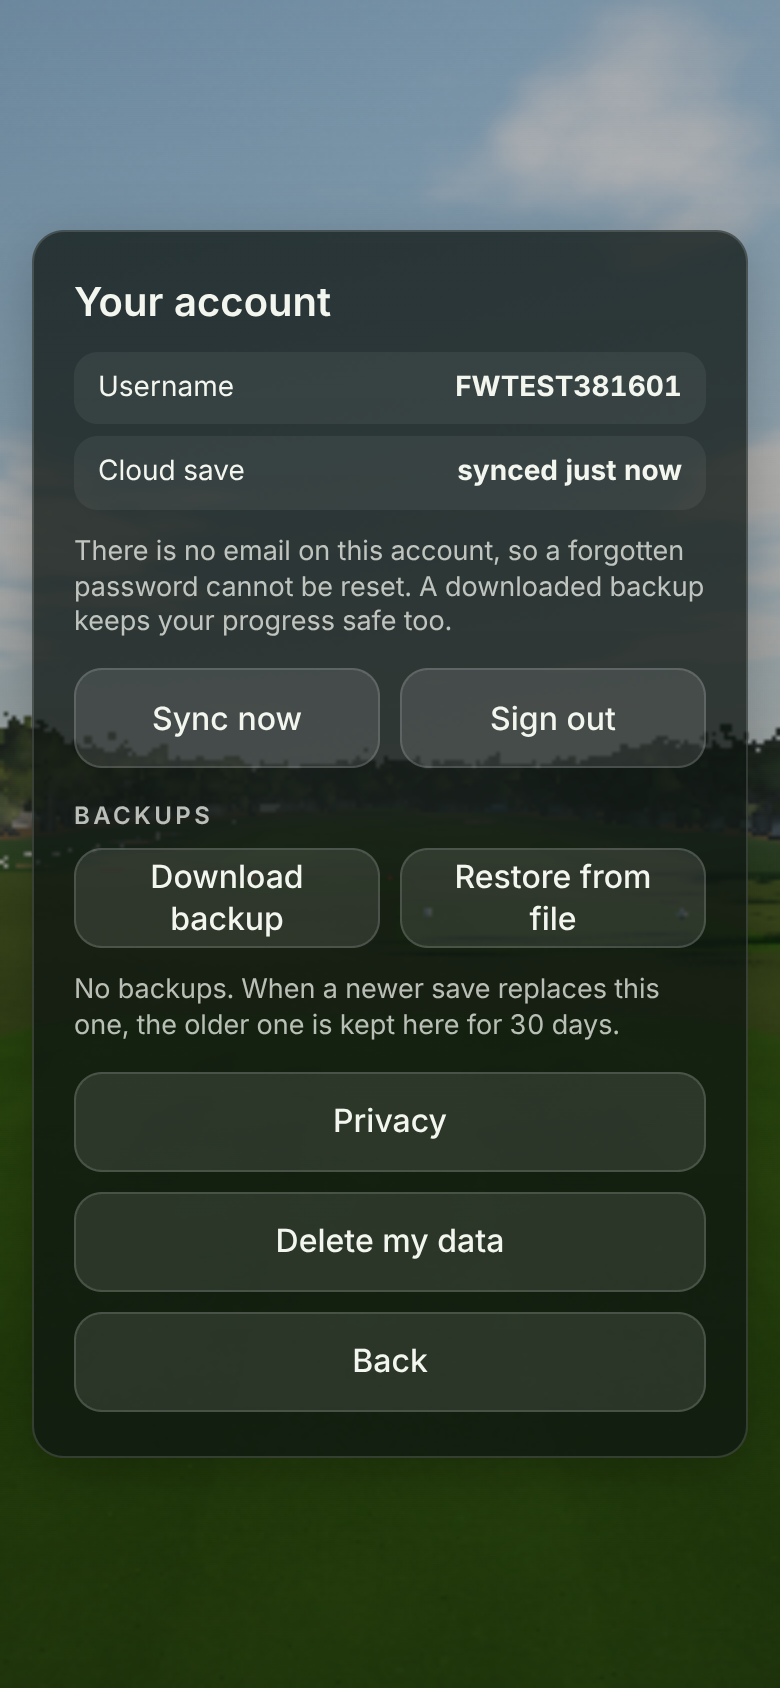 Your account
Username FWTEST381601
Cloud save synced just now
There is no email on this account, so a forgotten
password cannot be reset. A downloaded backup
keeps your progress safe too.
Sync now Sign out
BACKUPS
Download backup
Restore from file
No backups. When a newer save replaces this
one, the older one is kept here for 30 days.
Privacy
Delete my data
Back